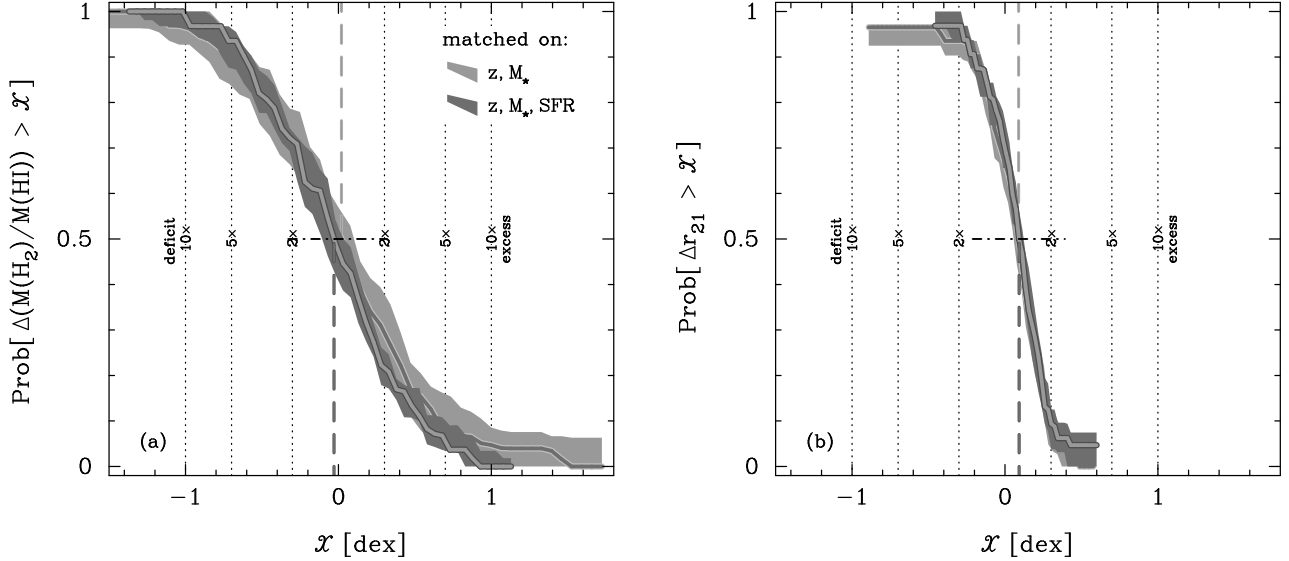 Prob[ Δ(M(H2)/M(HI)) > x ]
1
0.5
0
matched on:
z, M⋆
z, M⋆, SFR
deficit
10×
5×
2×
2×
5×
10×
excess
(a)
−1
0
1
x [dex]
Prob[ Δr21 > x ]
1
0.5
0
deficit
10×
5×
2×
2×
5×
10×
excess
(b)
−1
0
1
x [dex]